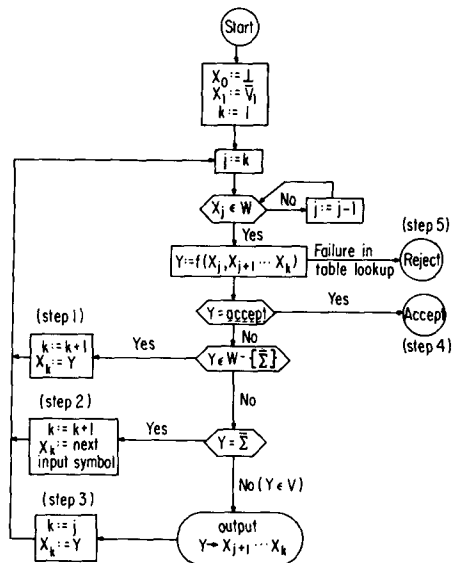 Start
X₀ := ⊥
X₁ := V̄₁
k := 1
j := k
Xⱼ ϵ W
No
j := j-1
Yes
Y := f(Xⱼ, Xⱼ₊₁ ··· Xₖ)
Failure in
table lookup
(step 5)
Reject
Y = accept
Yes
Accept
(step 4)
No
(step 1)
Y ϵ W - {Σ̄}
Yes
k := k+1
Xₖ := Y
No
(step 2)
Y = Σ̄
Yes
k := k+1
Xₖ := next
input symbol
No (Y ϵ V)
(step 3)
k := j
Xₖ := Y
output
Y → Xⱼ₊₁ ··· Xₖ